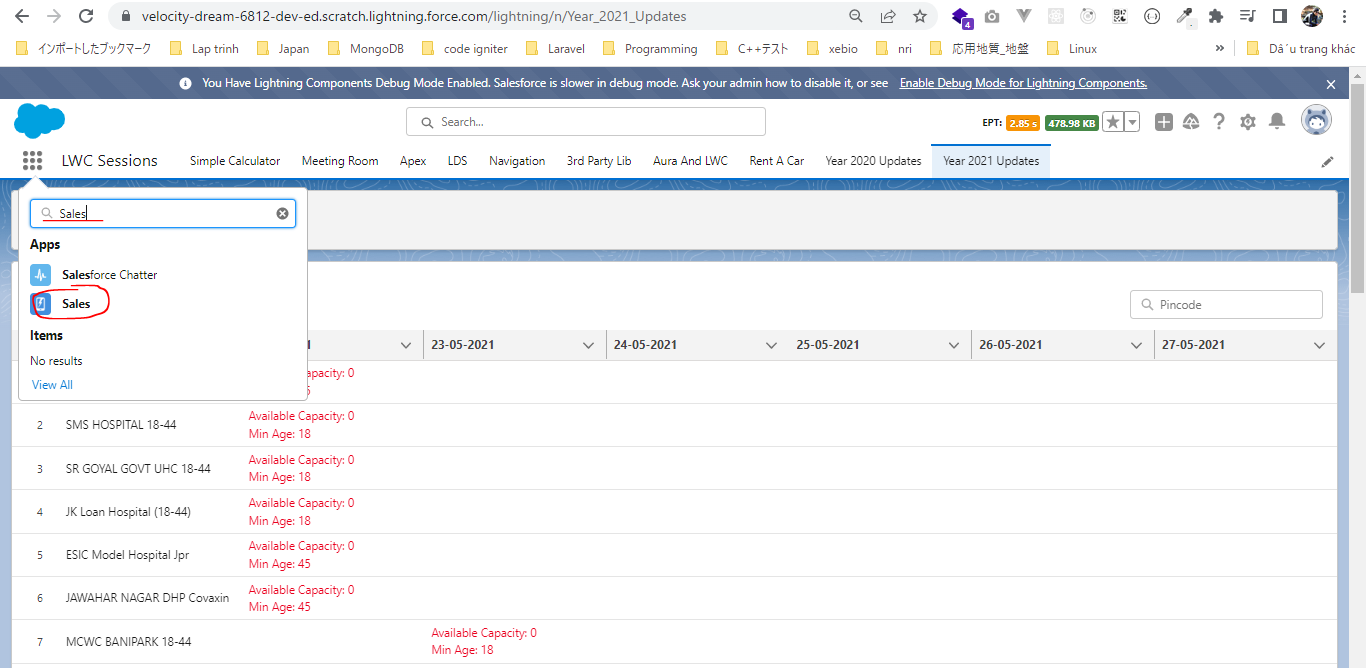 velocity-dream-6812-dev-ed.scratch.lightning.force.com/lightning/n/Year_2021_Updates
4
インポートしたブックマーク Lap trinh Japan MongoDB code igniter Laravel Programming C++テスト xebio nri 応用地質_地盤 Linux » Dấu trang khác
You Have Lightning Components Debug Mode Enabled. Salesforce is slower in debug mode. Ask your admin how to disable it, or see Enable Debug Mode for Lightning Components.
Search...
EPT: 2.85 s 478.98 KB
LWC Sessions Simple Calculator Meeting Room Apex LDS Navigation 3rd Party Lib Aura And LWC Rent A Car Year 2020 Updates Year 2021 Updates
Sales
Apps
Salesforce Chatter
Sales
Items
No results
View All
Pincode
23-05-2021 24-05-2021 25-05-2021 26-05-2021 27-05-2021
apacity: 0
2 SMS HOSPITAL 18-44 Available Capacity: 0
Min Age: 18
3 SR GOYAL GOVT UHC 18-44 Available Capacity: 0
Min Age: 18
4 JK Loan Hospital (18-44) Available Capacity: 0
Min Age: 18
5 ESIC Model Hospital Jpr Available Capacity: 0
Min Age: 45
6 JAWAHAR NAGAR DHP Covaxin Available Capacity: 0
Min Age: 45
7 MCWC BANIPARK 18-44 Available Capacity: 0
Min Age: 18